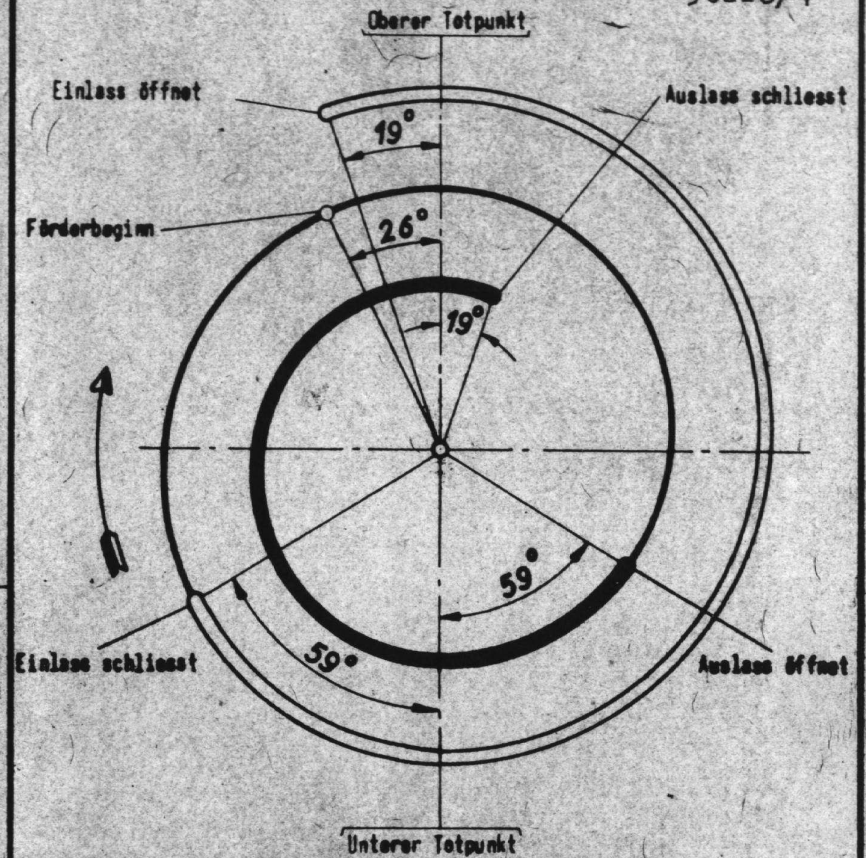 Oberer Totpunkt
Einlass öffnet
Auslass schliesst
19°
Förderbeginn
26°
19°
59°
59°
Einlass schliesst
Auslass öffnet
Unterer Totpunkt